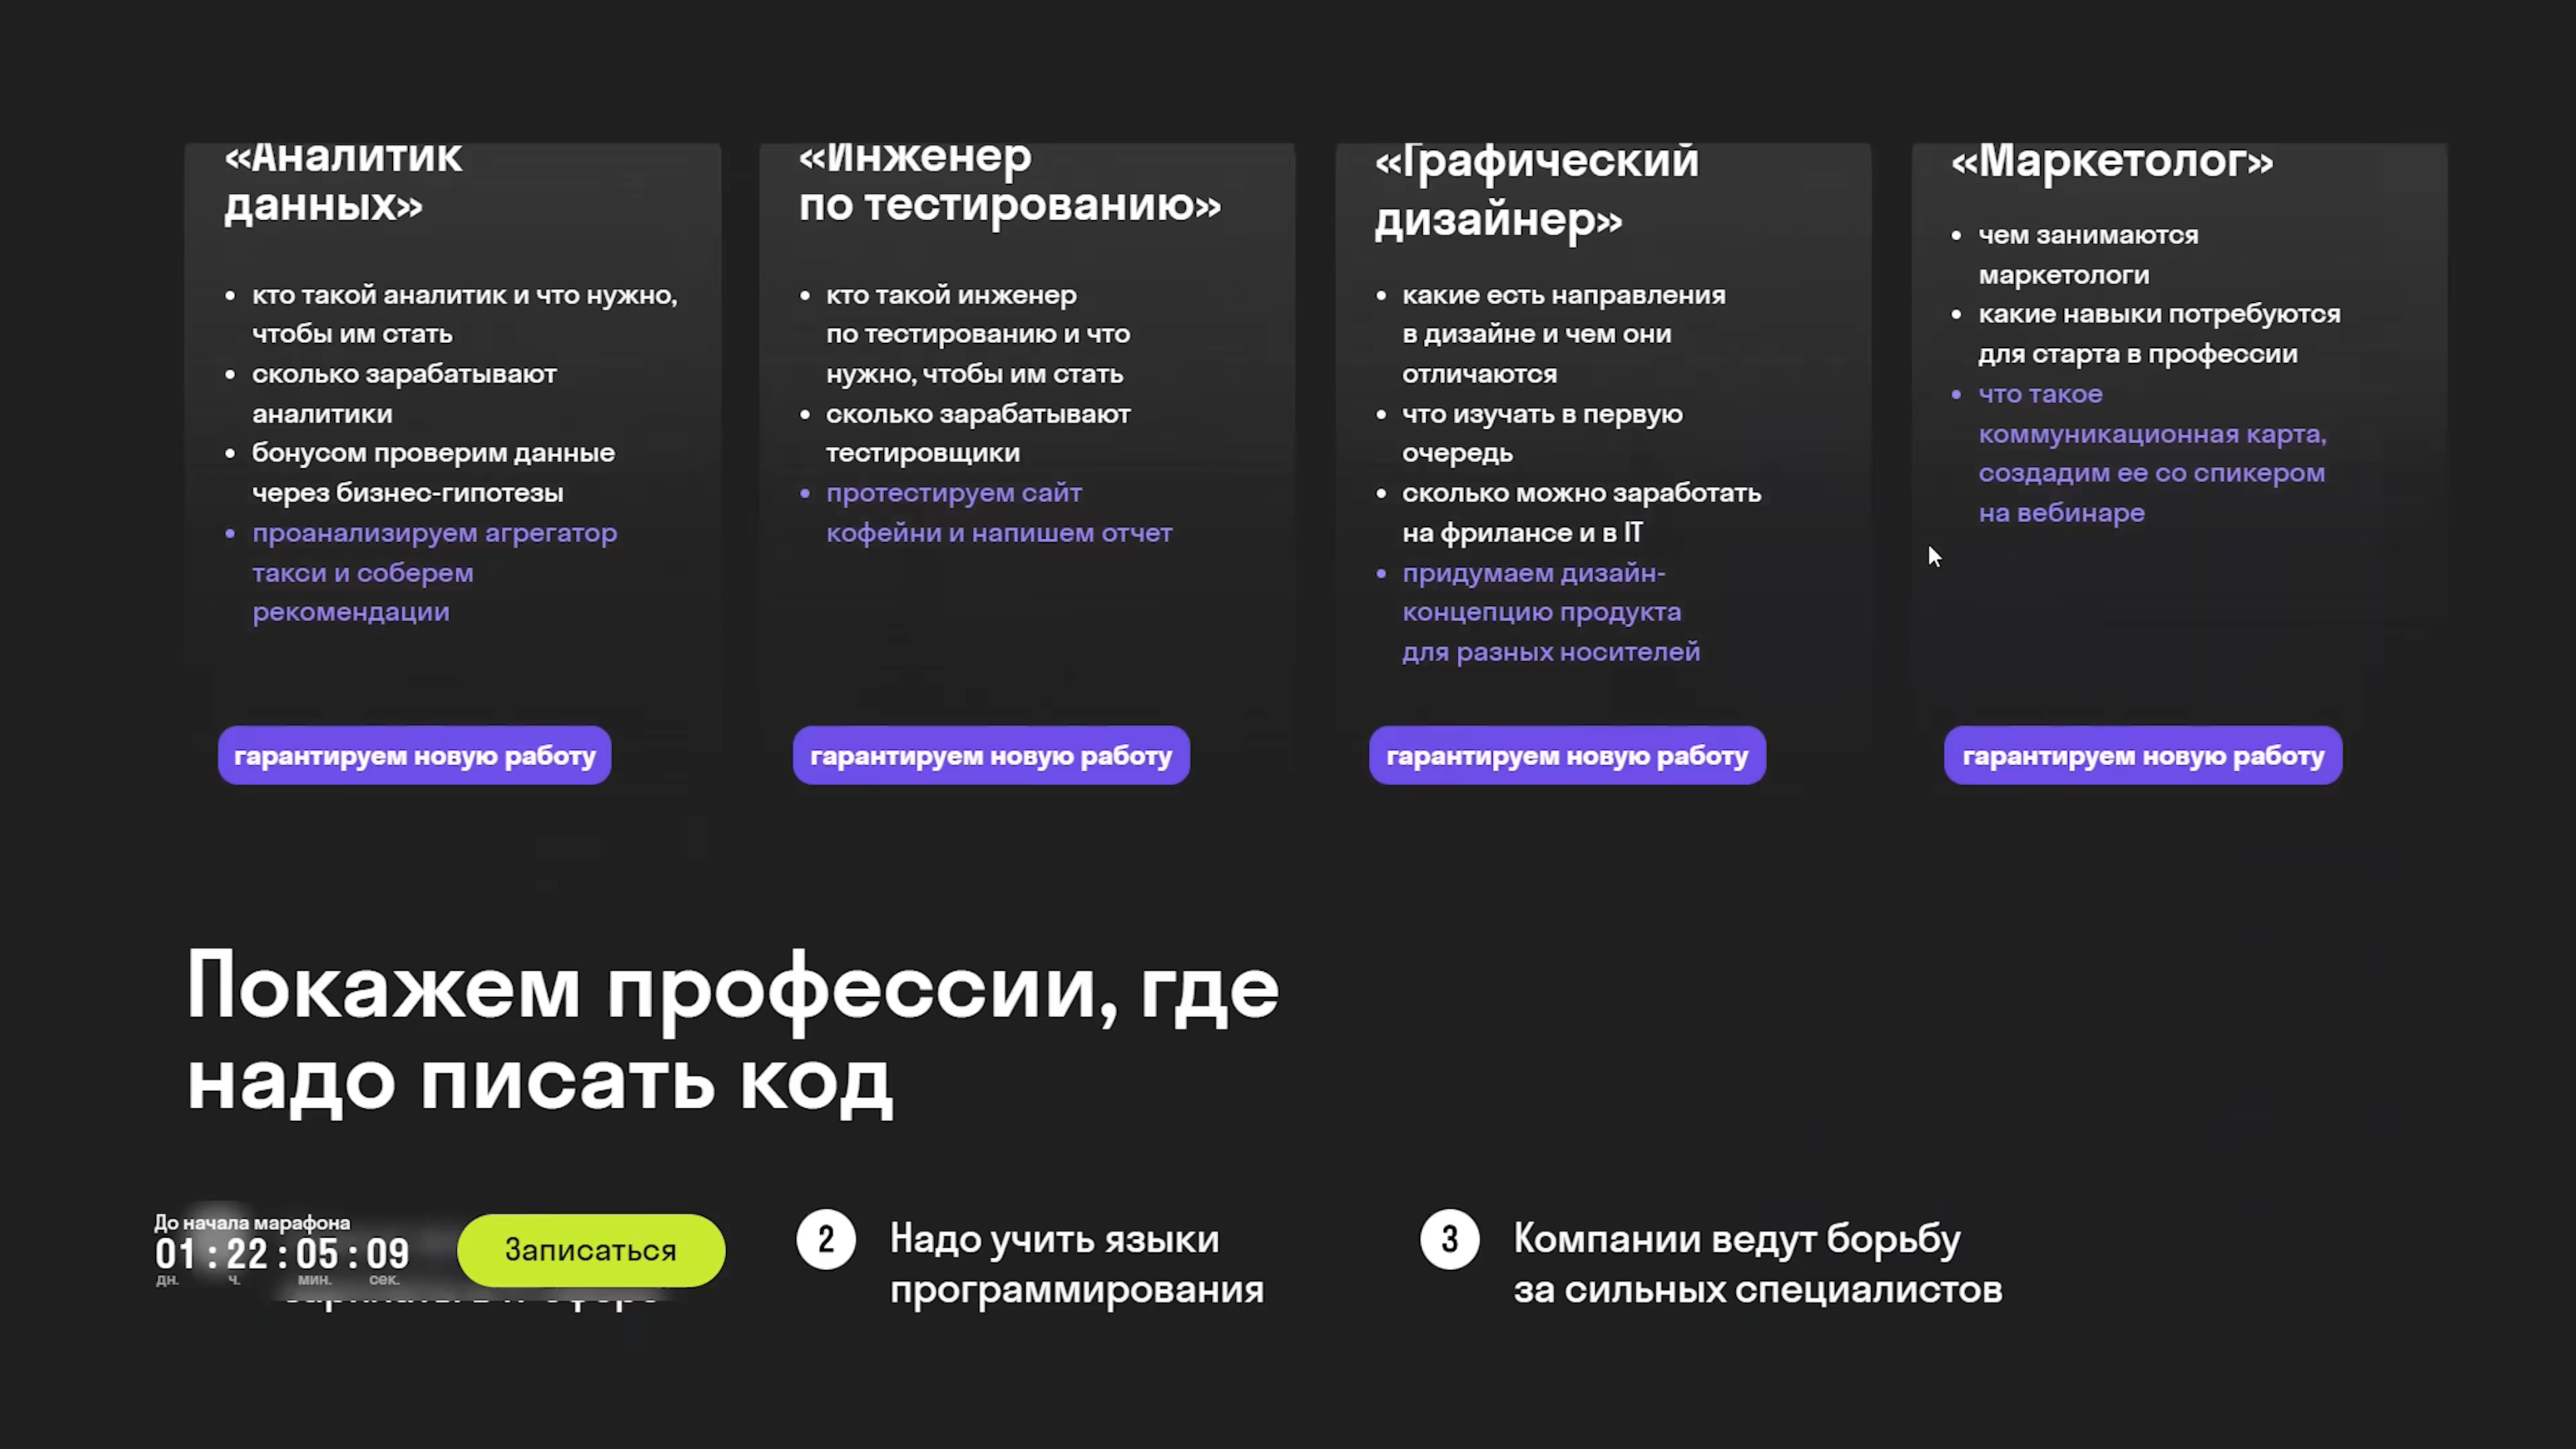 «Аналитик
данных»
кто такой аналитик и что нужно,
чтобы им стать
сколько зарабатывают
аналитики
бонусом проверим данные
через бизнес-гипотезы
проанализируем агрегатор
такси и соберем
рекомендации
гарантируем новую работу
«Инженер
по тестированию»
кто такой инженер
по тестированию и что
нужно, чтобы им стать
сколько зарабатывают
тестировщики
протестируем сайт
кофейни и напишем отчет
гарантируем новую работу
«Графический
дизайнер»
какие есть направления
в дизайне и чем они
отличаются
что изучать в первую
очередь
сколько можно заработать
на фрилансе и в IT
придумаем дизайн-
концепцию продукта
для разных носителей
гарантируем новую работу
«Маркетолог»
чем занимаются
маркетологи
какие навыки потребуются
для старта в профессии
что такое
коммуникационная карта,
создадим ее со спикером
на вебинаре
гарантируем новую работу
Покажем профессии, где
надо писать код
До начала марафона
01 : 22 : 05 : 09
дн. ч. мин. сек.
Записаться
2
Надо учить языки
программирования
3
Компании ведут борьбу
за сильных специалистов